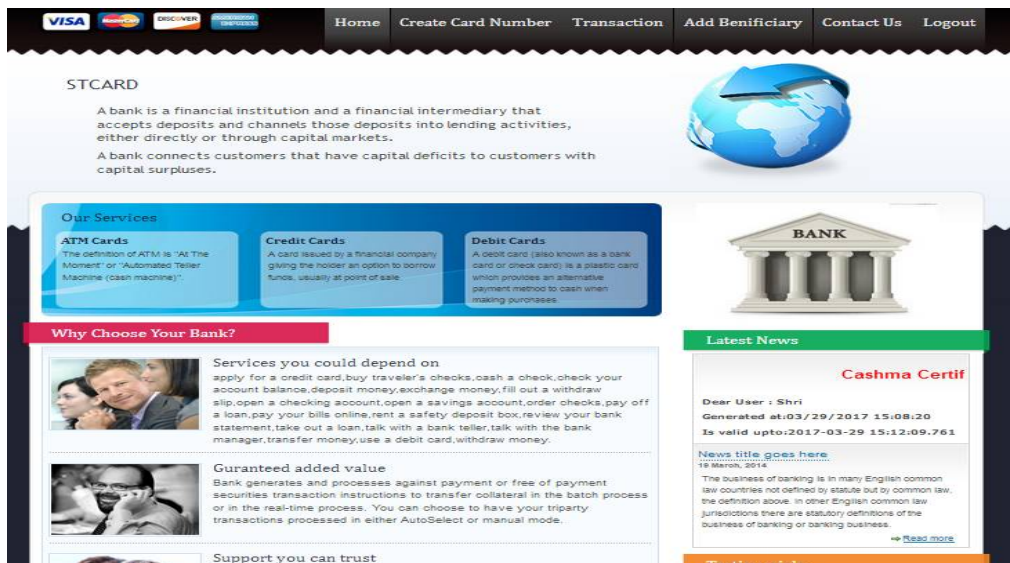 VISA MasterCard DISCOVER
Home Create Card Number Transaction Add Benificiary Contact Us Logout
STCARD
A bank is a financial institution and a financial intermediary that
accepts deposits and channels those deposits into lending activities,
either directly or through capital markets.
A bank connects customers that have capital deficits to customers with
capital surpluses.
Our Services
ATM Cards
The definition of ATM is "At The
Moment" or "Automated Teller
Machine (cash machine)".
Credit Cards
A card issued by a financial company
giving the holder an option to borrow
funds, usually at point of sale.
Debit Cards
A debit card (also known as a bank
card or check card) is a plastic card
which provides an alternative
payment method to cash when
making purchases.
BANK
Why Choose Your Bank?
Services you could depend on
apply for a credit card,buy traveler's checks,cash a check,check your
account balance,deposit money,exchange money,fill out a withdraw
slip,open a checking account,open a savings account,order checks,pay off
a loan,pay your bills online,rent a safety deposit box,review your bank
statement,take out a loan,talk with a bank teller,talk with the bank
manager,transfer money,use a debit card,withdraw money.
Guranteed added value
Bank generates and processes against payment or free of payment
securities transaction instructions to transfer collateral in the batch process
or in the real-time process. You can choose to have your triparty
transactions processed in either AutoSelect or manual mode.
Support you can trust
Latest News
Cashma Certif
Dear User : Shri
Generated at:03/29/2017 15:08:20
Is valid upto:2017-03-29 15:12:09.761
News title goes here
19 March, 2014
The business of banking is in many English common
law countries not defined by statute but by common law,
the definition above. In other English common law
jurisdictions there are statutory definitions of the
business of banking or banking business.
Read more